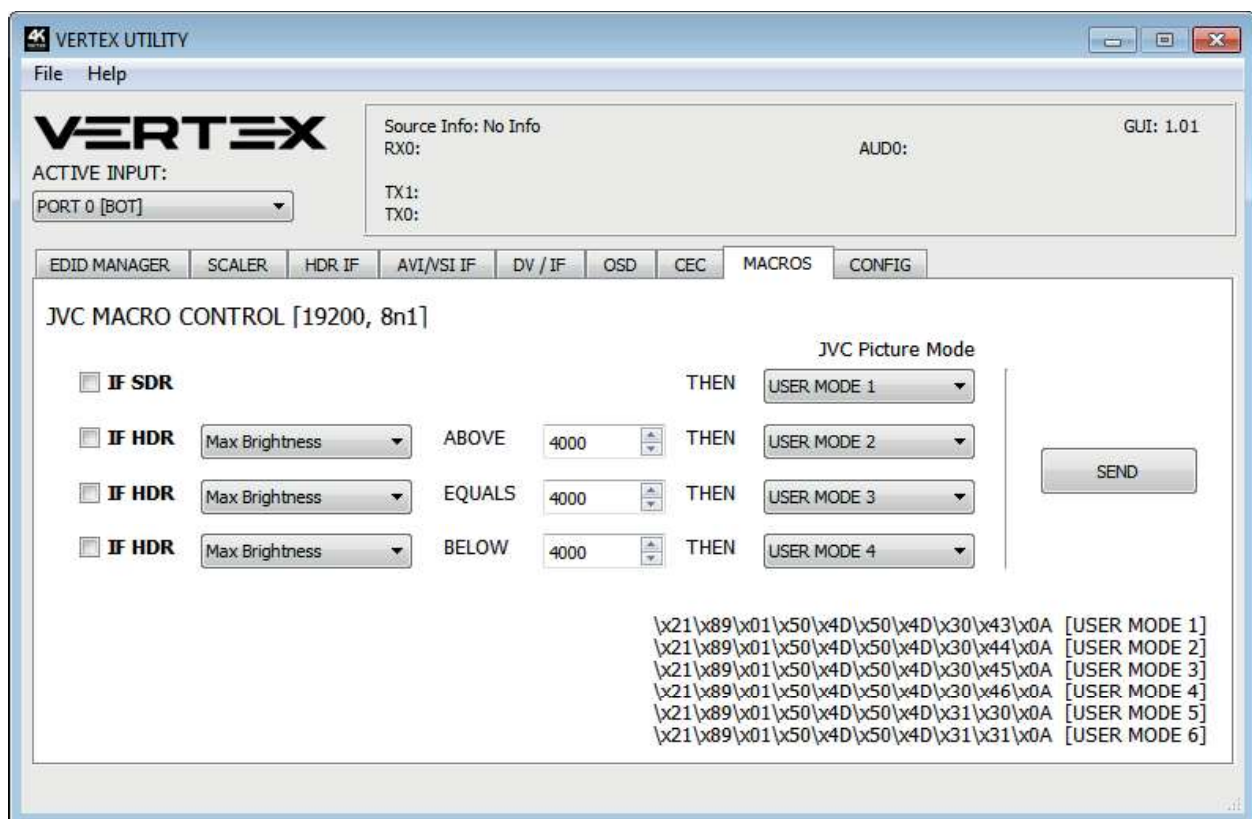 VERTEX UTILITY
File Help
VERTEX
ACTIVE INPUT:
PORT 0 [BOT]
Source Info: No Info
GUI: 1.01
RX0:
AUD0:
TX1:
TX0:
EDID MANAGER SCALER HDR IF AVI/VSI IF DV / IF OSD CEC MACROS CONFIG
JVC MACRO CONTROL [19200, 8n1]
JVC Picture Mode
IF SDR THEN USER MODE 1
IF HDR Max Brightness ABOVE 4000 THEN USER MODE 2
IF HDR Max Brightness EQUALS 4000 THEN USER MODE 3
IF HDR Max Brightness BELOW 4000 THEN USER MODE 4
SEND
\x21\x89\x01\x50\x4D\x50\x4D\x30\x43\x0A [USER MODE 1]
\x21\x89\x01\x50\x4D\x50\x4D\x30\x44\x0A [USER MODE 2]
\x21\x89\x01\x50\x4D\x50\x4D\x30\x45\x0A [USER MODE 3]
\x21\x89\x01\x50\x4D\x50\x4D\x30\x46\x0A [USER MODE 4]
\x21\x89\x01\x50\x4D\x50\x4D\x31\x30\x0A [USER MODE 5]
\x21\x89\x01\x50\x4D\x50\x4D\x31\x31\x0A [USER MODE 6]